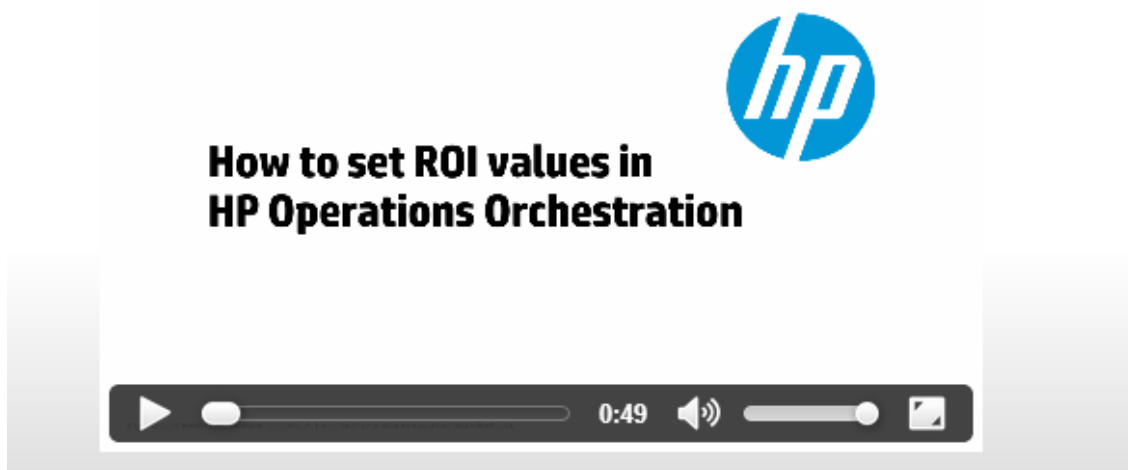 hp
How to set ROI values in
HP Operations Orchestration
0:49